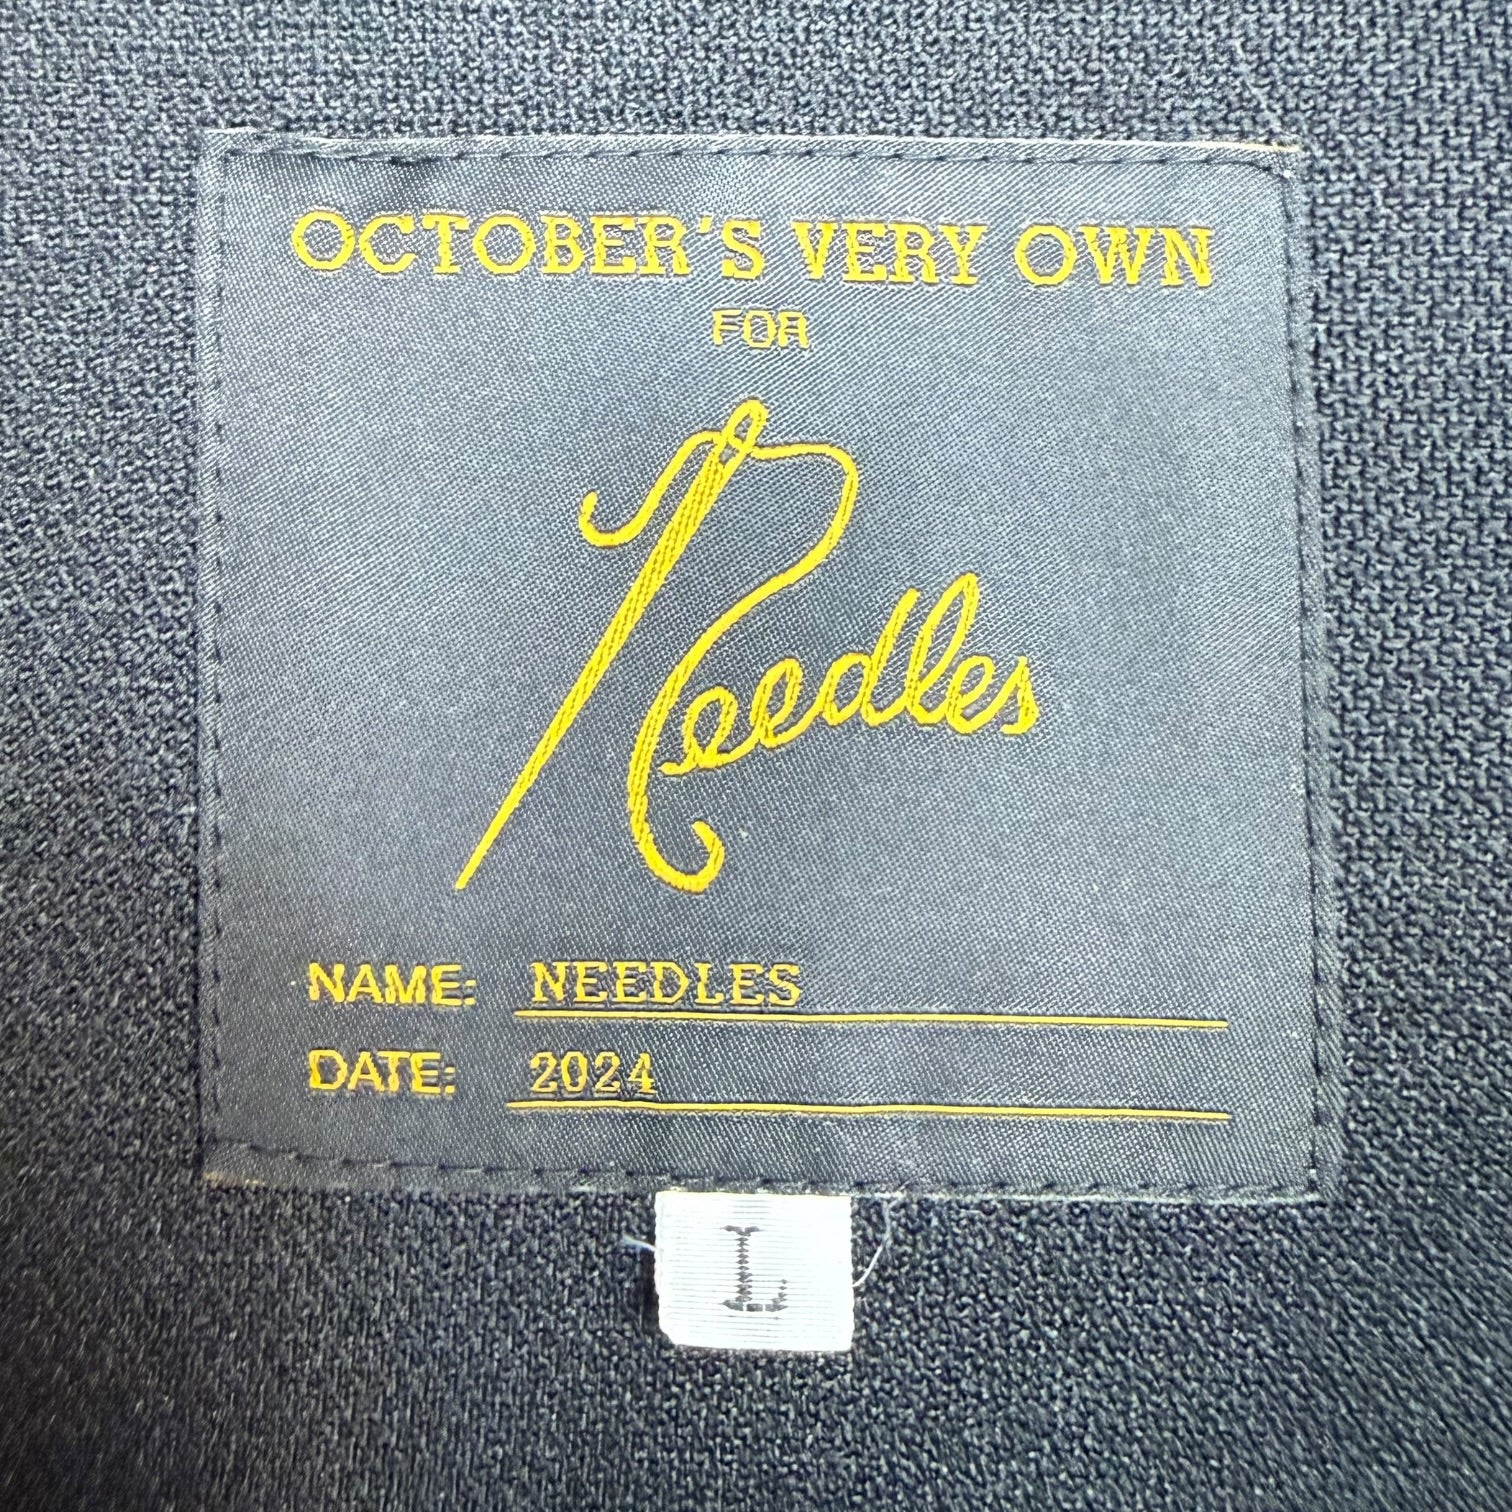 OCTOBER'S VERY OWN
FOR
Needles
NAME: NEEDLES
DATE: 2024
L